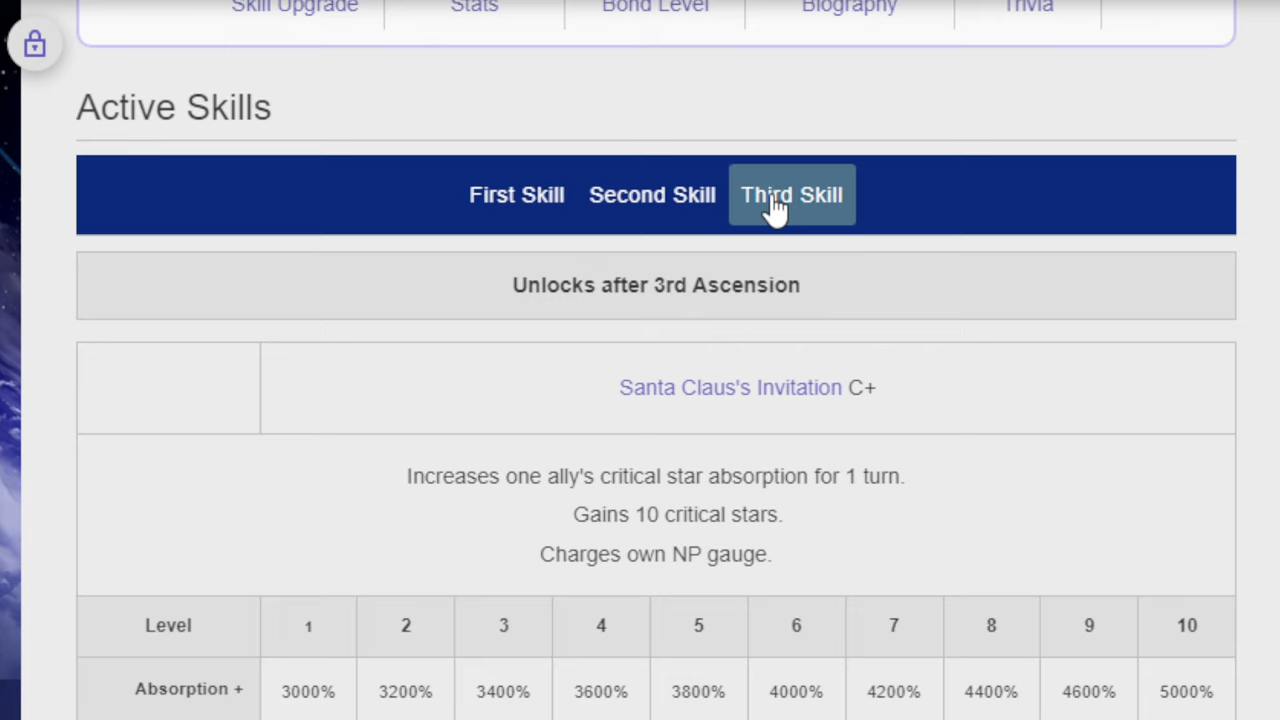 Skill Upgrade Stats Bond Level Biography Trivia
Active Skills
First Skill Second Skill Third Skill
Unlocks after 3rd Ascension
Santa Claus's Invitation C+
Increases one ally's critical star absorption for 1 turn.
Gains 10 critical stars.
Charges own NP gauge.
Level 1 2 3 4 5 6 7 8 9 10
Absorption + 3000% 3200% 3400% 3600% 3800% 4000% 4200% 4400% 4600% 5000%